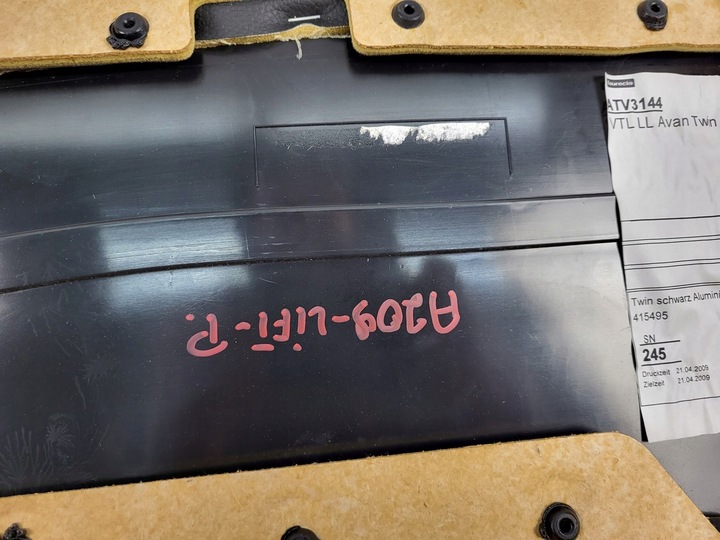 faurecia
ATV3144
VTL LL Avan Twin
Twin schwarz Alumini
415495
SN
245
Druckzeit 21.04.2009
Zielzeit 21.04.2009
A209-LiFT-P.